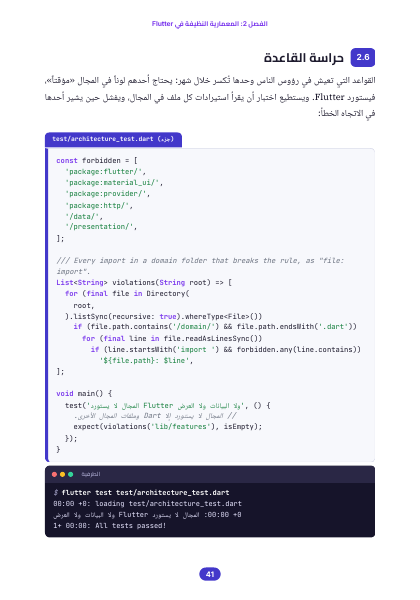 الفصل 2: المعمارية النظيفة في Flutter
2.6 حراسة القاعدة
القواعد التي تعيش في رؤوس الناس وحدها تُكسر خلال شهر: يحتاج أحدهم لوناً في المجال «مؤقتاً»،
فيستورد Flutter. ويستطيع اختبار أن يقرأ استيرادات كل ملف في المجال، ويفشل حين يشير أحدها
في الاتجاه الخطأ:
test/architecture_test.dart (جزء)
const forbidden = [
'package:flutter/',
'package:material_ui/',
'package:provider/',
'package:http/',
'/data/',
'/presentation/',
];
/// Every import in a domain folder that breaks the rule, as "file:
import".
List<String> violations(String root) => [
for (final file in Directory(
root,
).listSync(recursive: true).whereType<File>())
if (file.path.contains('/domain/') && file.path.endsWith('.dart'))
for (final line in file.readAsLinesSync())
if (line.startsWith('import ') && forbidden.any(line.contains))
'${file.path}: $line',
];
void main() {
test('المجال لا يستورد Flutter ولا البيانات ولا العرض', () {
// وملفات المجال الأخرى. Dart المجال لا يستورد إلا
expect(violations('lib/features'), isEmpty);
});
}
الطرفية
$ flutter test test/architecture_test.dart
00:00 +0: loading test/architecture_test.dart
00:00 +0: المجال لا يستورد Flutter ولا البيانات ولا العرض
00:00 +1: All tests passed!
41